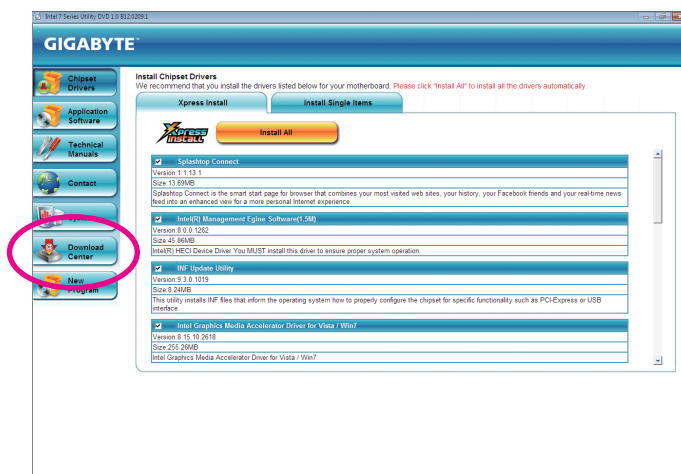 Intel 7 Series Utility DVD 1.0 B12.0209.1
GIGABYTE™
Chipset
Drivers
Application
Software
Technical
Manuals
Contact
Download
Center
New
Program
Install Chipset Drivers
We recommend that you install the drivers listed below for your motherboard. Please click "Install All" to install all the drivers automatically.
Xpress Install
Install Single Items
Xpress
Install
Install All
Splashtop Connect
Version:1.1.13.1
Size:13.69MB
Splashtop Connect is the smart start page for browser that combines your most visited web sites, your history, your Facebook friends and your real-time news
feed into an enhanced view for a more personal Internet experience.
Intel(R) Management Egine Software(1.5M)
Version:8.0.0.1262
Size:45.86MB
Intel(R) HECI Device Driver You MUST install this driver to ensure proper system operation.
INF Update Utility
Version:9.3.0.1019
Size:8.24MB
This utility installs INF files that inform the operating system how to properly configure the chipset for specific functionality such as PCI-Express or USB
interface.
Intel Graphics Media Accelerator Driver for Vista / Win7
Version:8.15.10.2618
Size:255.26MB
Intel Graphics Media Accelerator Driver for Vista / Win7